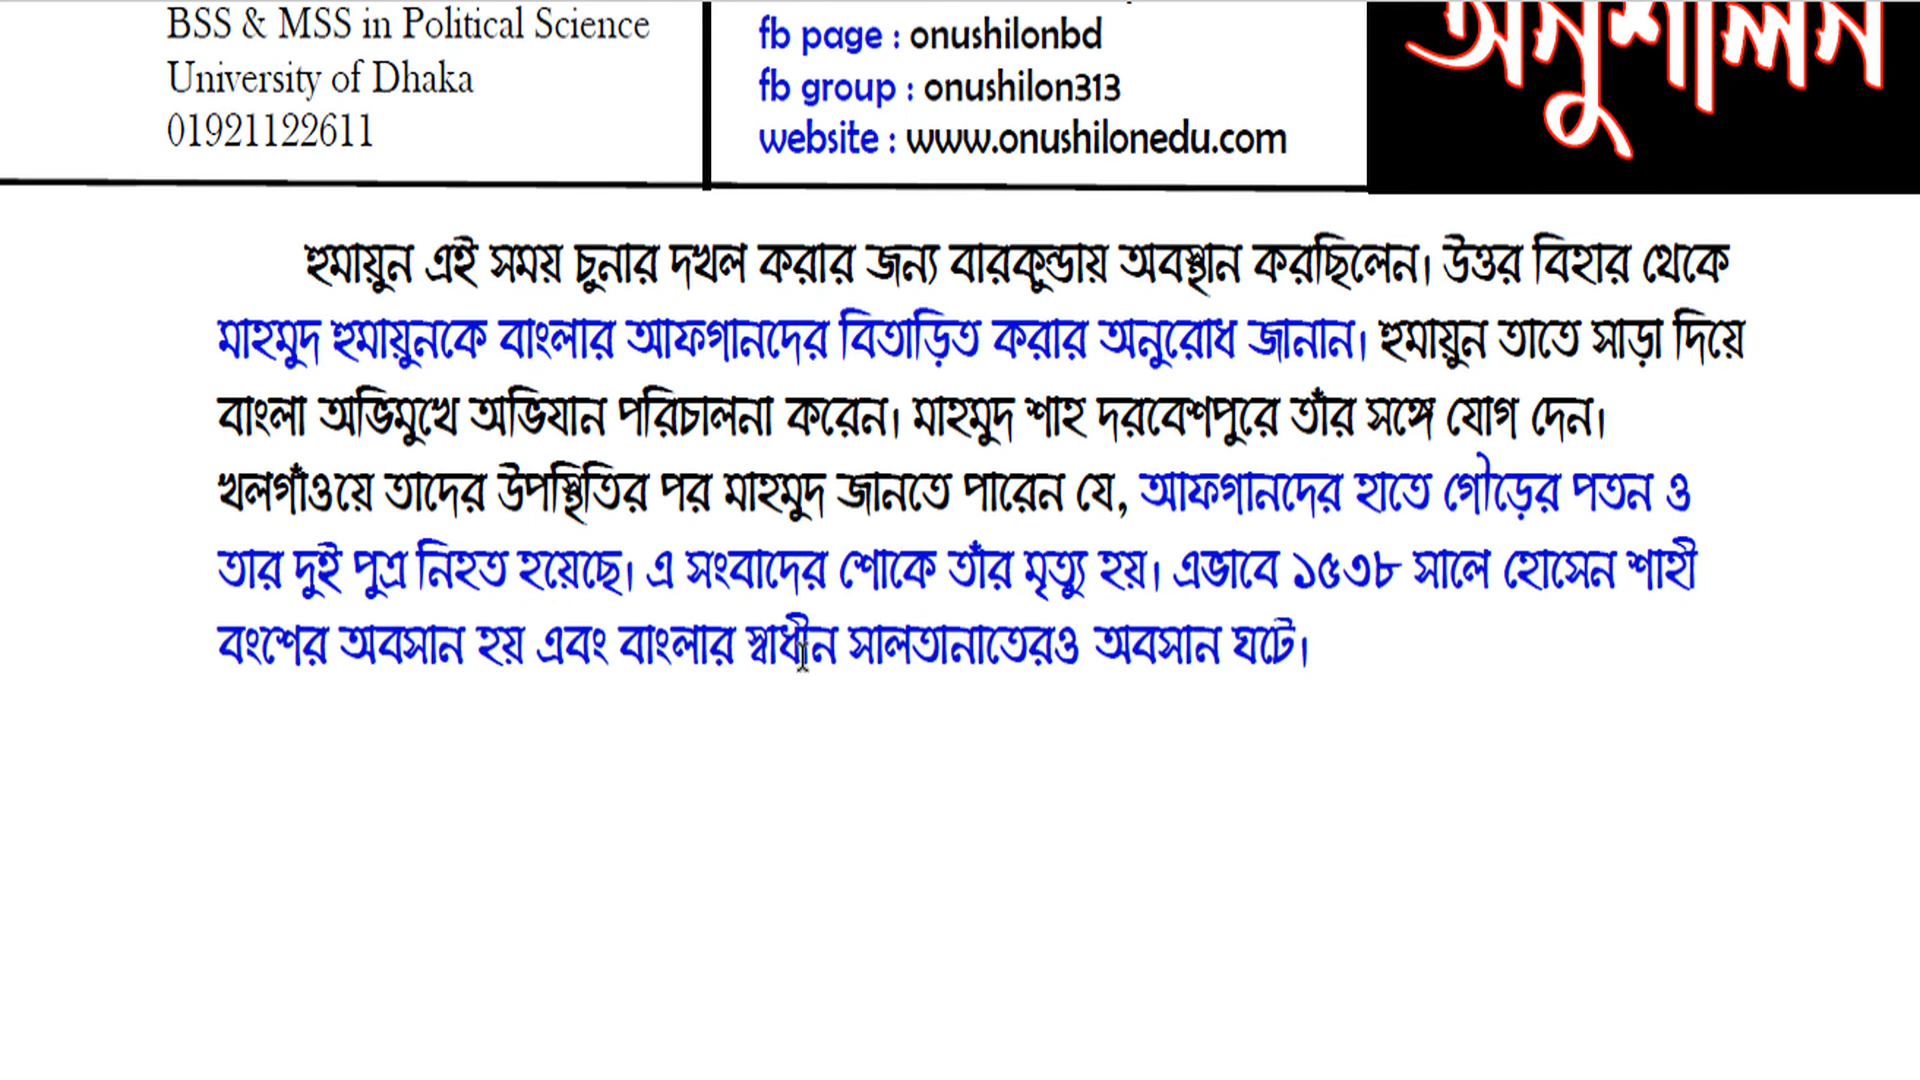 BSS & MSS in Political Science
University of Dhaka
01921122611
fb page : onushilonbd
fb group : onushilon313
website : www.onushilonedu.com
অনুশীলন
হুমায়ুন এই সময় চুনার দখল করার জন্য বারকুন্ডায় অবস্থান করছিলেন। উত্তর বিহার থেকে
মাহমুদ হুমায়ুনকে বাংলার আফগানদের বিতাড়িত করার অনুরোধ জানান। হুমায়ুন তাতে সাড়া দিয়ে
বাংলা অভিমুখে অভিযান পরিচালনা করেন। মাহমুদ শাহ দরবেশপুরে তাঁর সঙ্গে যোগ দেন।
খলগাঁওয়ে তাদের উপস্থিতির পর মাহমুদ জানতে পারেন যে, আফগানদের হাতে গৌড়ের পতন ও
তার দুই পুত্র নিহত হয়েছে। এ সংবাদের শোকে তাঁর মৃত্যু হয়। এভাবে ১৫৩৮ সালে হোসেন শাহী
বংশের অবসান হয় এবং বাংলার স্বাধীন সালতানাতেরও অবসান ঘটে।